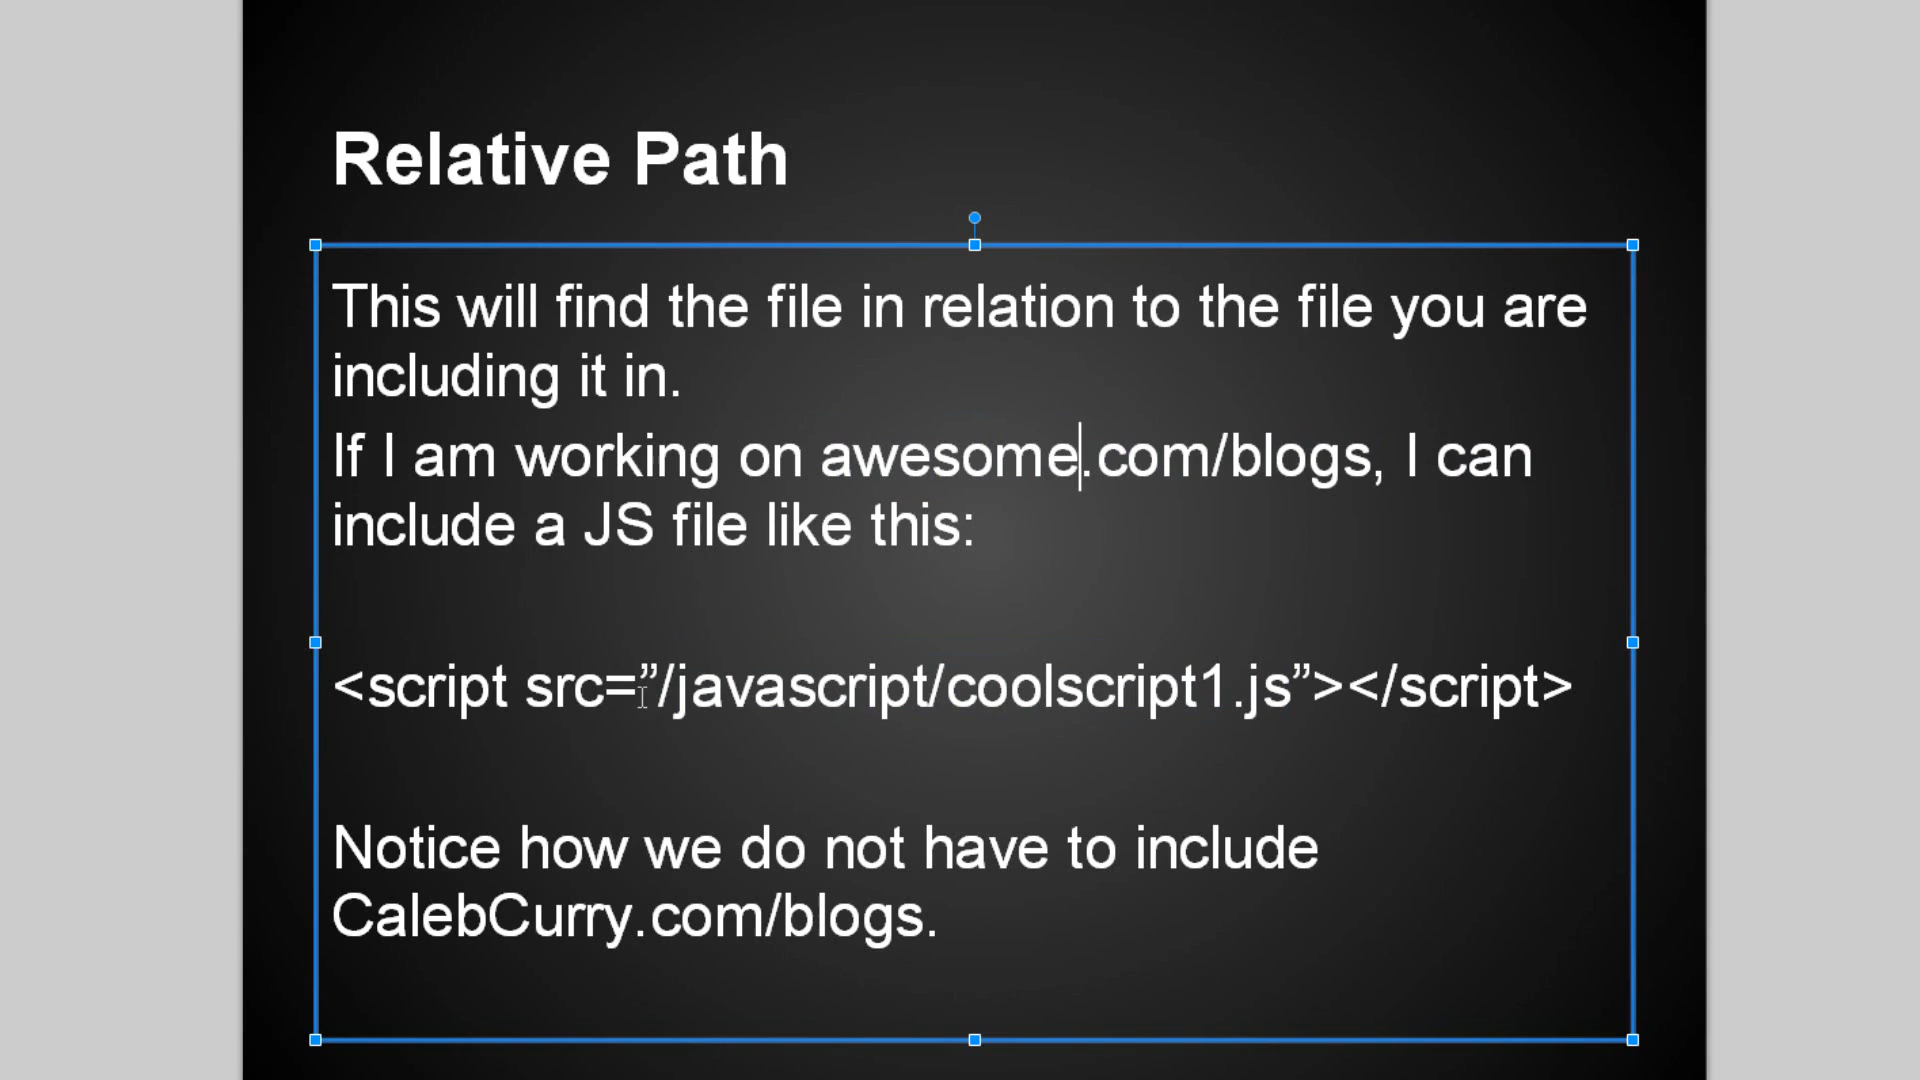 Relative Path
This will find the file in relation to the file you are
including it in.
If I am working on awesome.com/blogs, I can
include a JS file like this:
<script src=”/javascript/coolscript1.js”></script>
Notice how we do not have to include
CalebCurry.com/blogs.